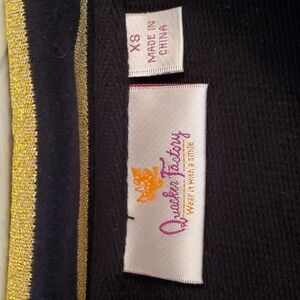 XS
MADE IN
CHINA
Quacker Factory
Wear it with a smile